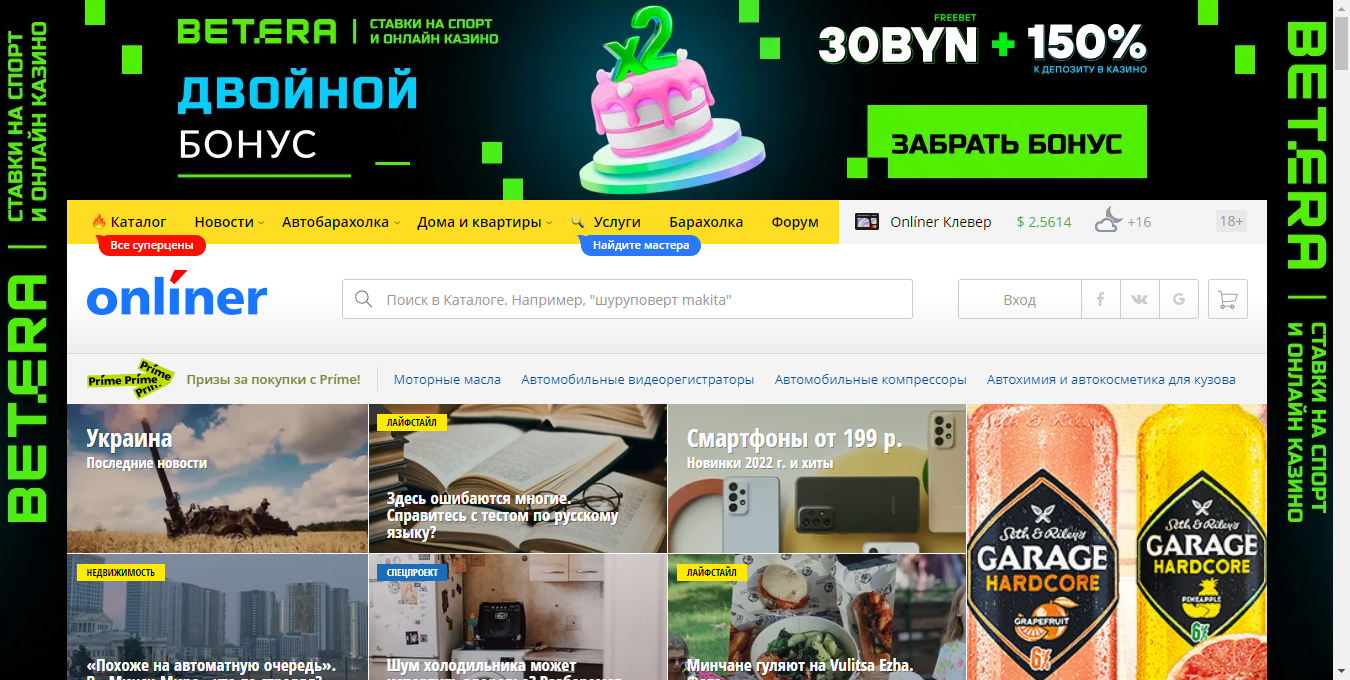 СТАВКИ НА СПОРТ
И ОНЛАЙН КАЗИНО
BETERA
BETERA
СТАВКИ НА СПОРТ
И ОНЛАЙН КАЗИНО
ДВОЙНОЙ
БОНУС
x2
FREEBET
30BYN + 150%
К ДЕПОЗИТУ В КАЗИНО
ЗАБРАТЬ БОНУС
BETERA
СТАВКИ НА СПОРТ
И ОНЛАЙН КАЗИНО
Каталог Новости Автобарахолка Дома и квартиры Услуги Барахолка Форум Onlíner Клевер $ 2,5614 +16 18+
Все суперцены Найдите мастера
onlíner
Поиск в Каталоге. Например, "шуруповерт makita"
Вход f G
Príme Príme Príme Prím
Призы за покупки с Príme! Моторные масла Автомобильные видеорегистраторы Автомобильные компрессоры Автохимия и автокосметика для кузова
Украина
Последние новости
ЛАЙФСТАЙЛ
Здесь ошибаются многие.
Справитесь с тестом по русскому
языку?
Смартфоны от 199 р.
Новинки 2022 г. и хиты
Seth & Riley's
GARAGE
HARDCORE
GRAPEFRUIT
6%
Seth & Riley's
GARAGE
HARDCORE
PINEAPPLE
6%
НЕДВИЖИМОСТЬ
«Похоже на автоматную очередь».
СПЕЦПРОЕКТ
Шум холодильника может
ЛАЙФСТАЙЛ
Минчане гуляют на Vulitsa Ezha.